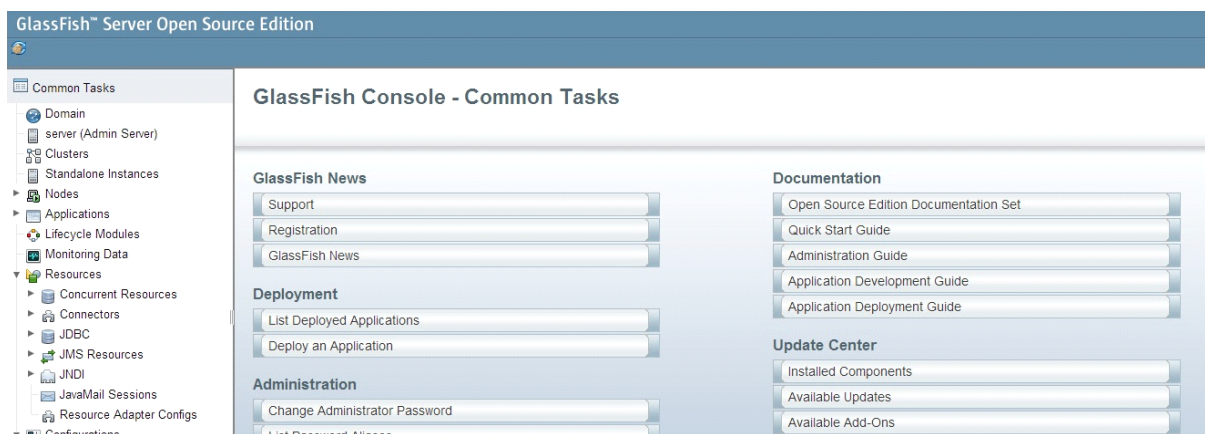 GlassFish™ Server Open Source Edition
Common Tasks
Domain
server (Admin Server)
Clusters
Standalone Instances
Nodes
Applications
Lifecycle Modules
Monitoring Data
Resources
Concurrent Resources
Connectors
JDBC
JMS Resources
JNDI
JavaMail Sessions
Resource Adapter Configs
Configurations
GlassFish Console - Common Tasks
GlassFish News
Support
Registration
GlassFish News
Deployment
List Deployed Applications
Deploy an Application
Administration
Change Administrator Password
List Password Aliases
Documentation
Open Source Edition Documentation Set
Quick Start Guide
Administration Guide
Application Development Guide
Application Deployment Guide
Update Center
Installed Components
Available Updates
Available Add-Ons